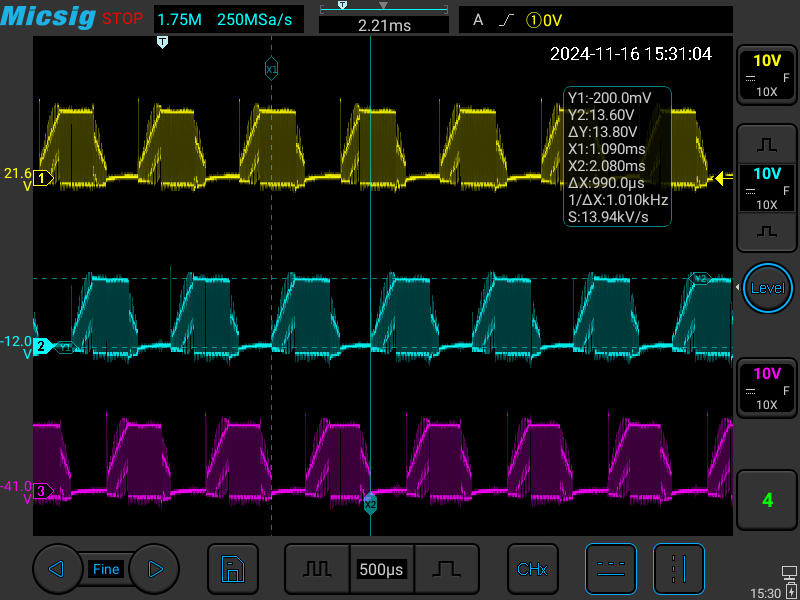 Micsig STOP 1.75M 250MSa/s T 2.21ms A ①0V
T
2024-11-16 15:31:04
X1
Y1:-200.0mV
Y2:13.60V
ΔY:13.80V
X1:1.090ms
X2:2.080ms
ΔX:990.0μs
1/ΔX:1.010kHz
S:13.94kV/s
21.6
V
1
Y2
-12.0
V
2
Y1
-41.0
V
3
X2
10V
F
10X
10V
F
10X
Level
10V
F
10X
4
Fine
500μs
CHx
15:30